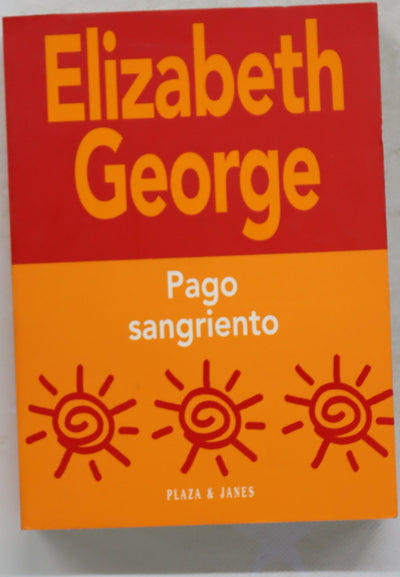 Elizabeth
George
Pago
sangriento
PLAZA & JANES